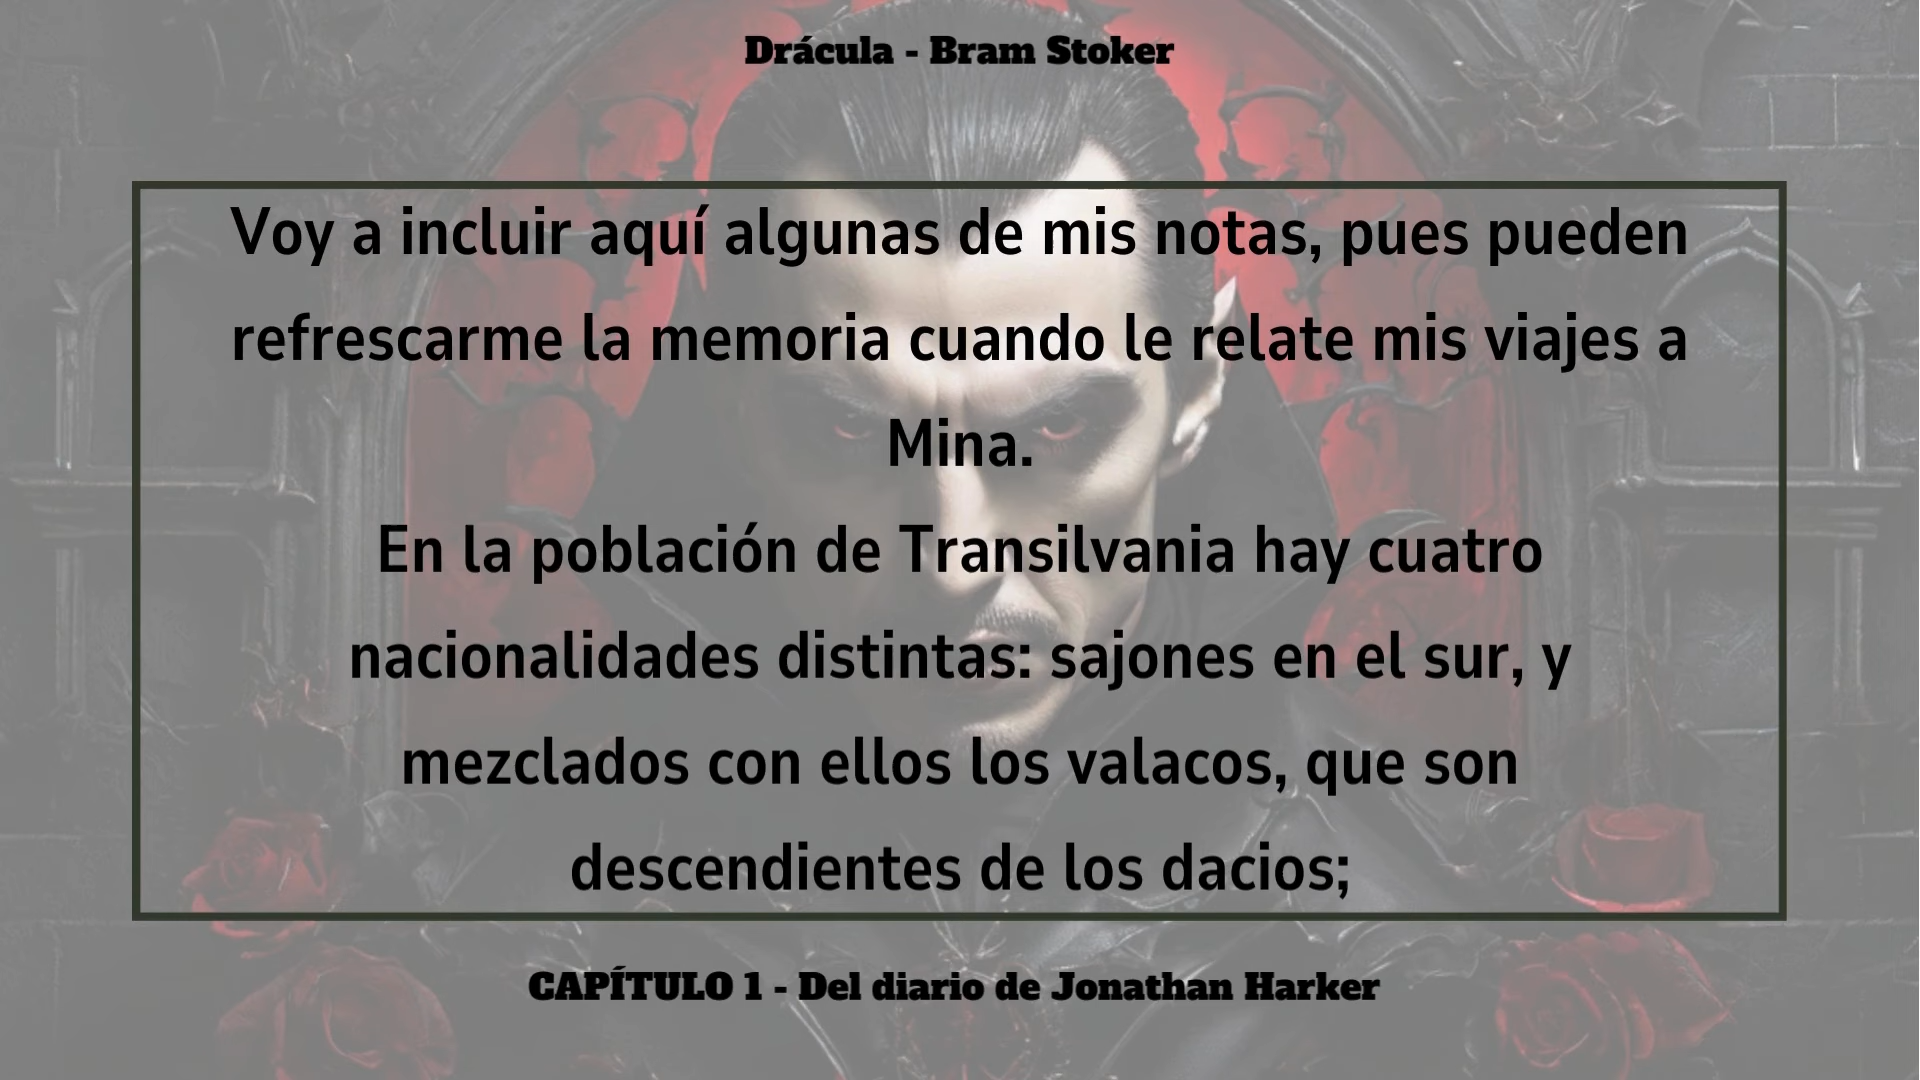 Drácula - Bram Stoker
Voy a incluir aquí algunas de mis notas, pues pueden
refrescarme la memoria cuando le relate mis viajes a
Mina.
En la población de Transilvania hay cuatro
nacionalidades distintas: sajones en el sur, y
mezclados con ellos los valacos, que son
descendientes de los dacios;
CAPÍTULO 1 - Del diario de Jonathan Harker